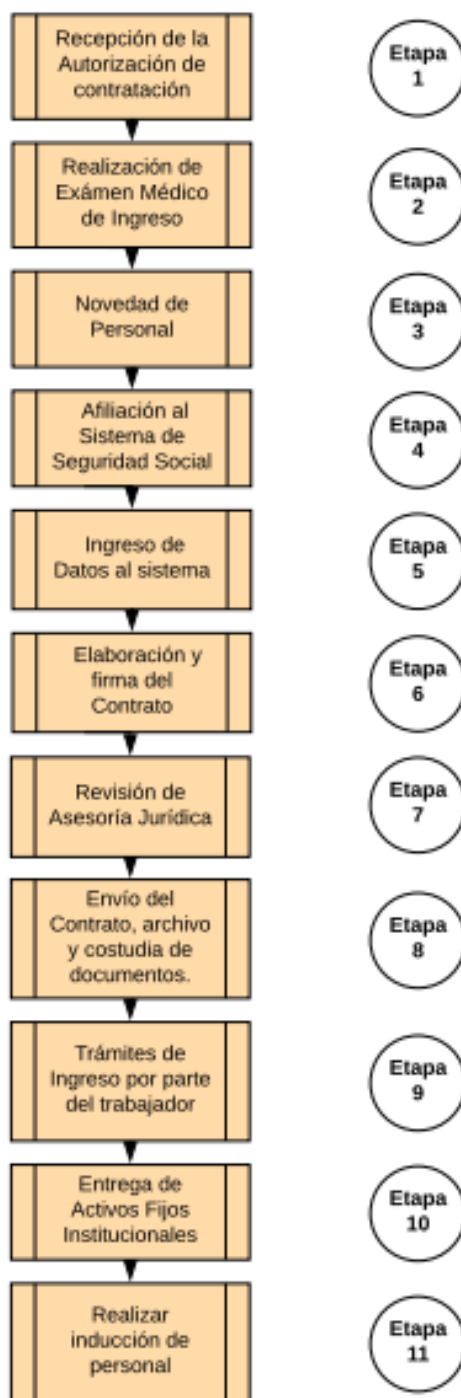 Recepción de la
Autorización de
contratación
Etapa
1
Realización de
Exámen Médico
de Ingreso
Etapa
2
Novedad de
Personal
Etapa
3
Afiliación al
Sistema de
Seguridad Social
Etapa
4
Ingreso de
Datos al sistema
Etapa
5
Elaboración y
firma del
Contrato
Etapa
6
Revisión de
Asesoría Jurídica
Etapa
7
Envío del
Contrato, archivo
y costudia de
documentos.
Etapa
8
Trámites de
Ingreso por parte
del trabajador
Etapa
9
Entrega de
Activos Fijos
Institucionales
Etapa
10
Realizar
inducción de
personal
Etapa
11